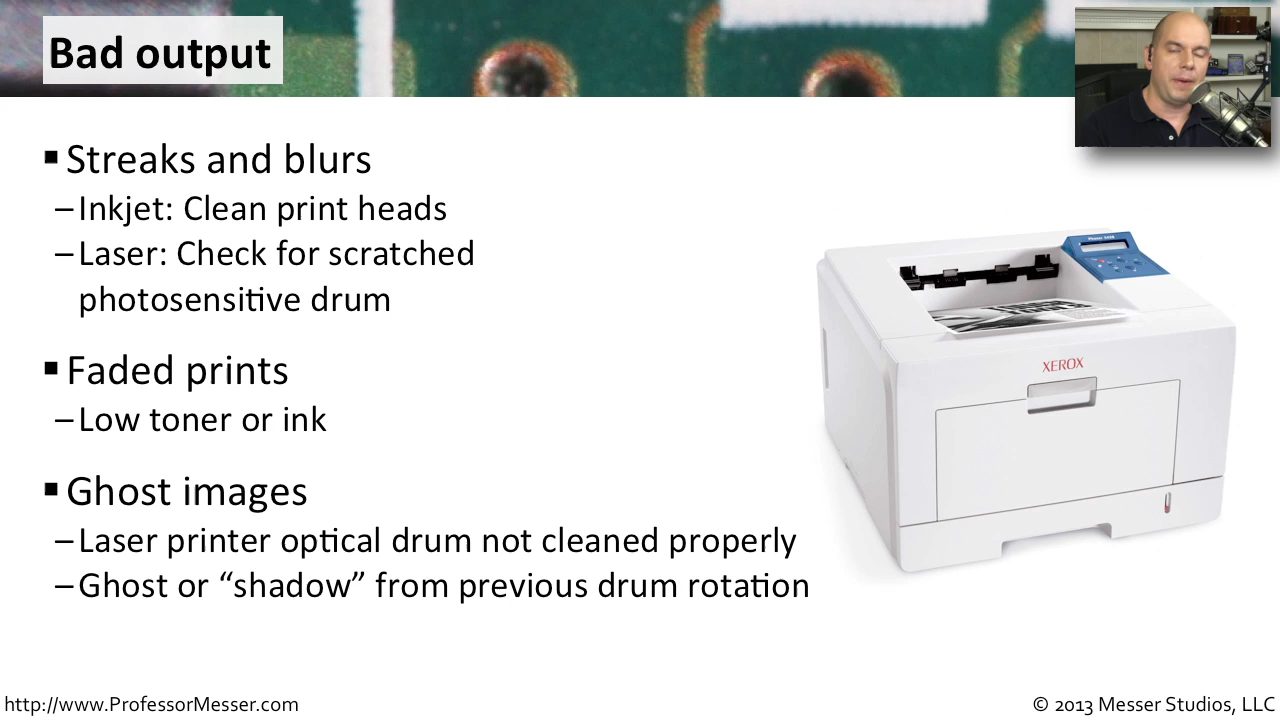 Bad output
▪ Streaks and blurs
– Inkjet: Clean print heads
– Laser: Check for scratched
photosensitive drum
▪ Faded prints
– Low toner or ink
▪ Ghost images
– Laser printer optical drum not cleaned properly
– Ghost or “shadow” from previous drum rotation
XEROX
http://www.ProfessorMesser.com
© 2013 Messer Studios, LLC